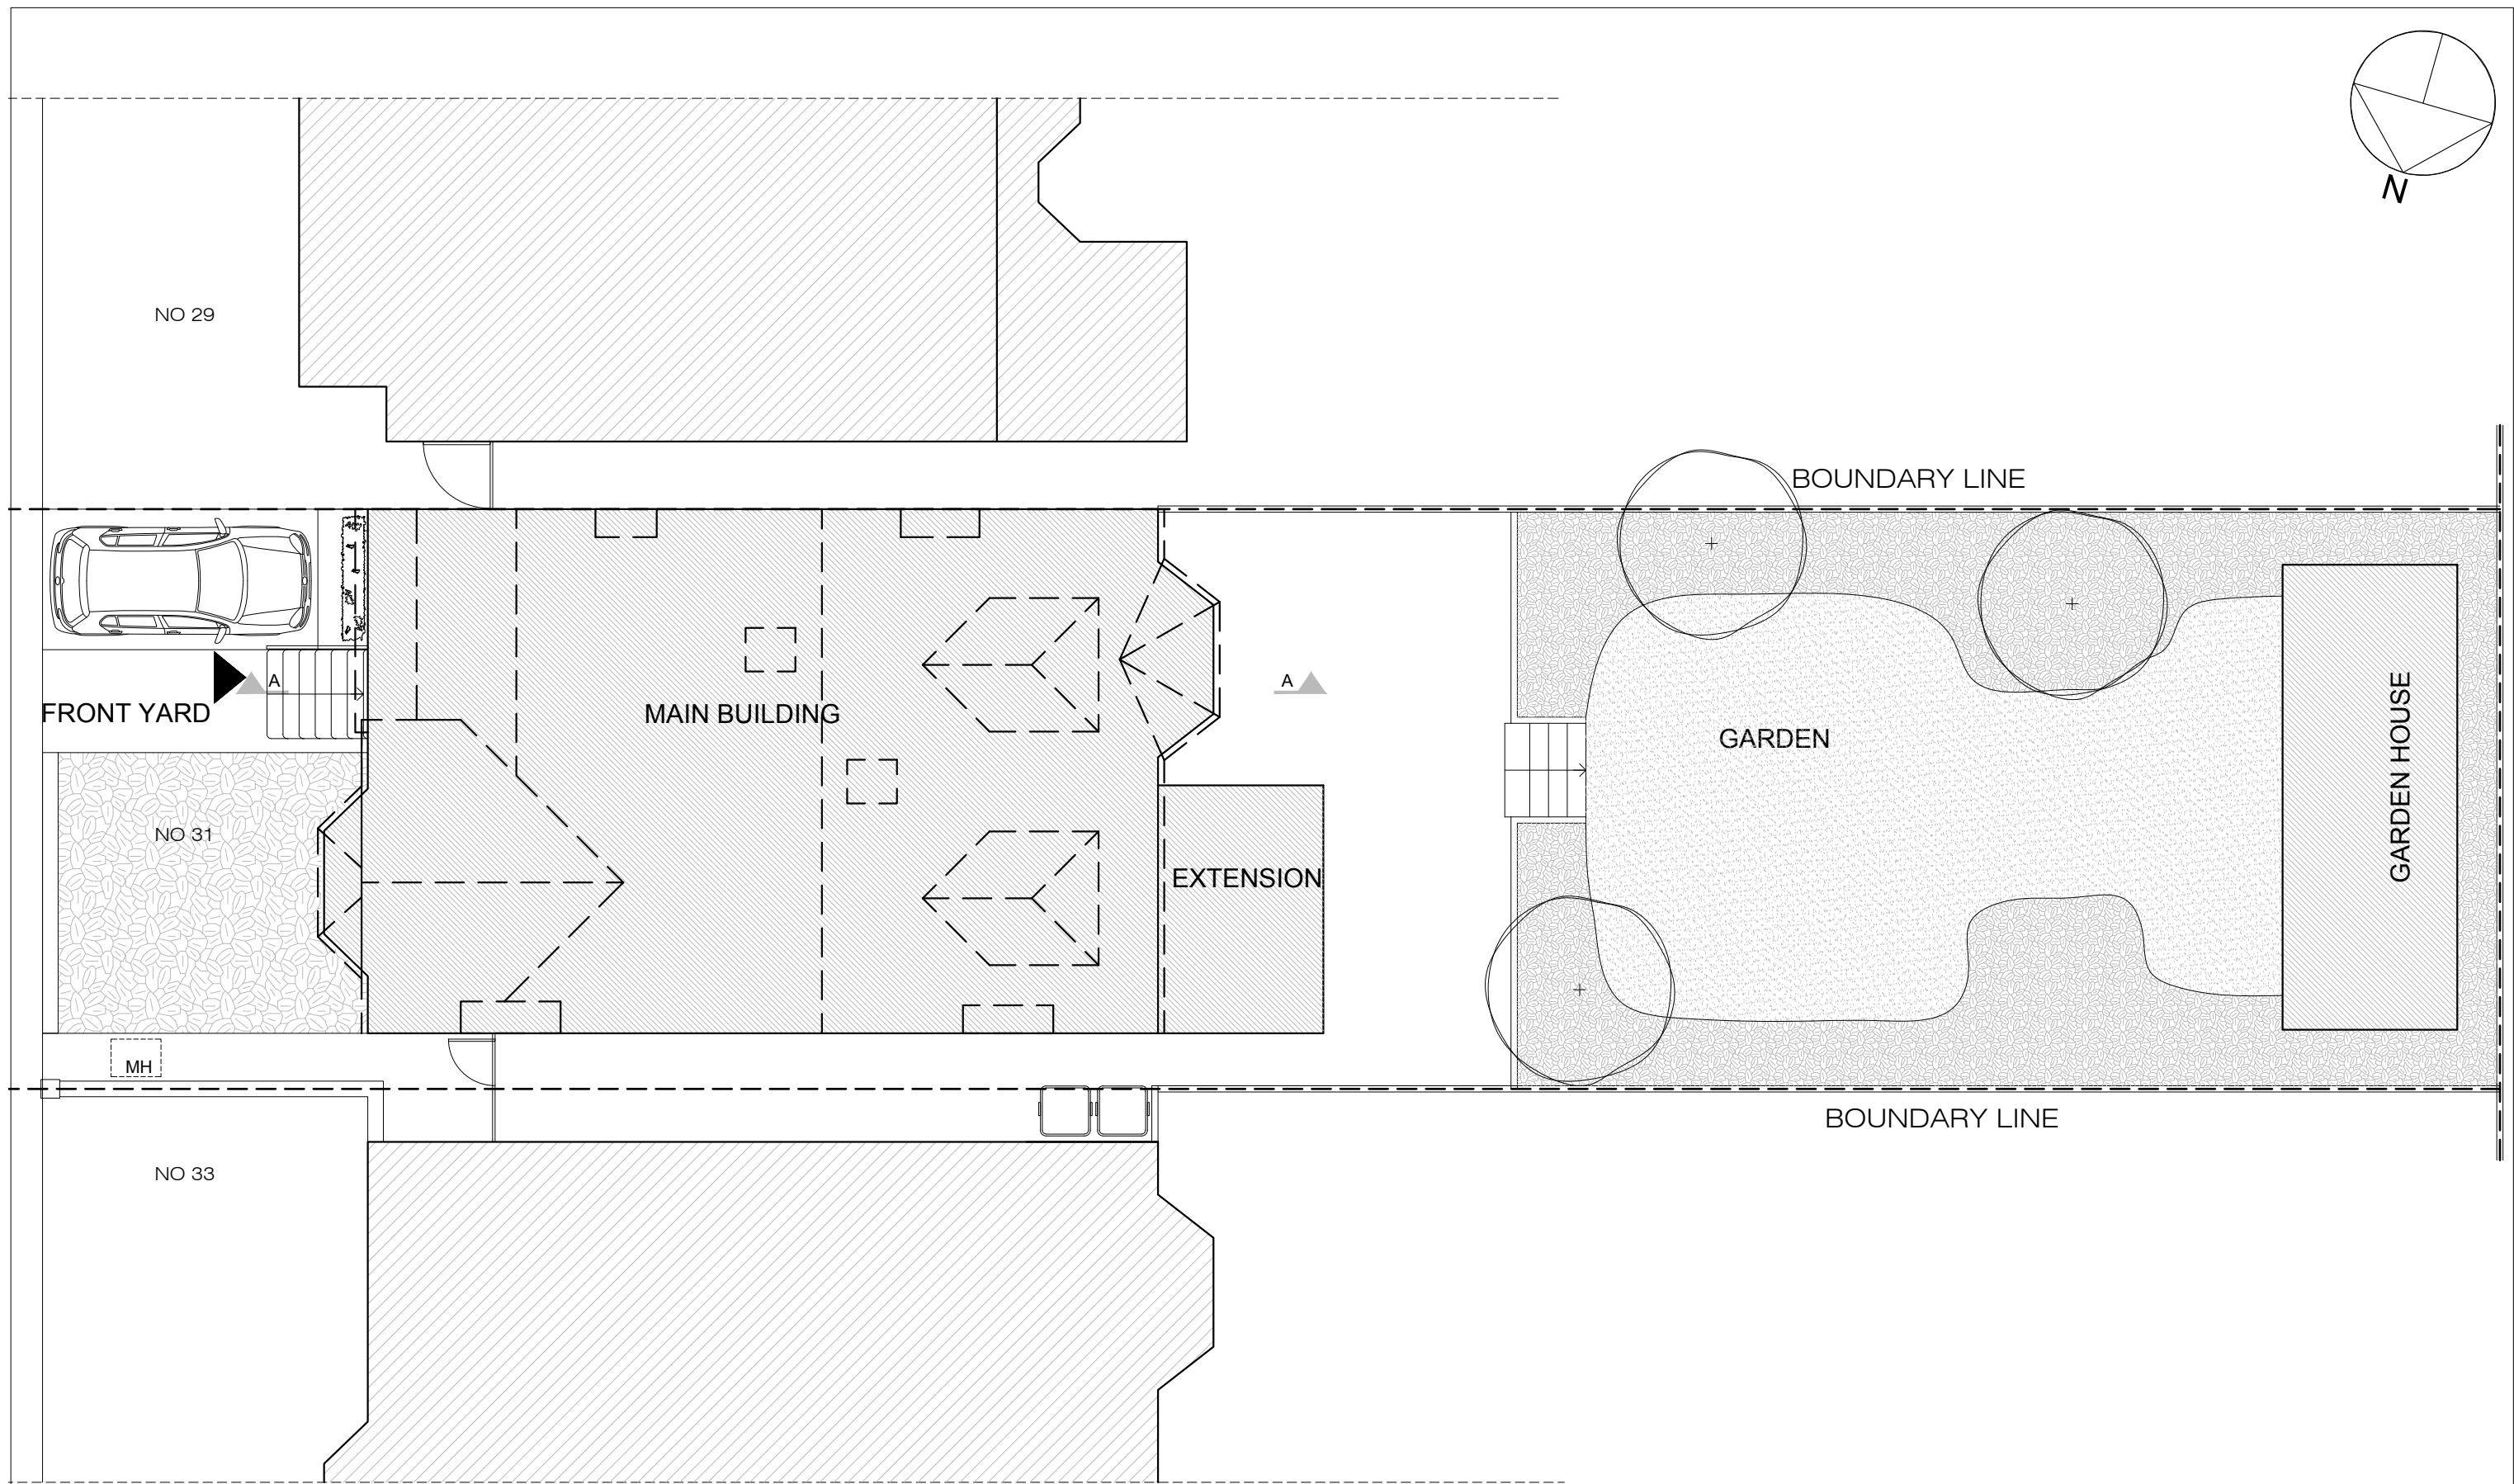 N
NO 29
BOUNDARY LINE
A
A
FRONT YARD
MAIN BUILDING
GARDEN
GARDEN HOUSE
NO 31
EXTENSION
MH
BOUNDARY LINE
NO 33